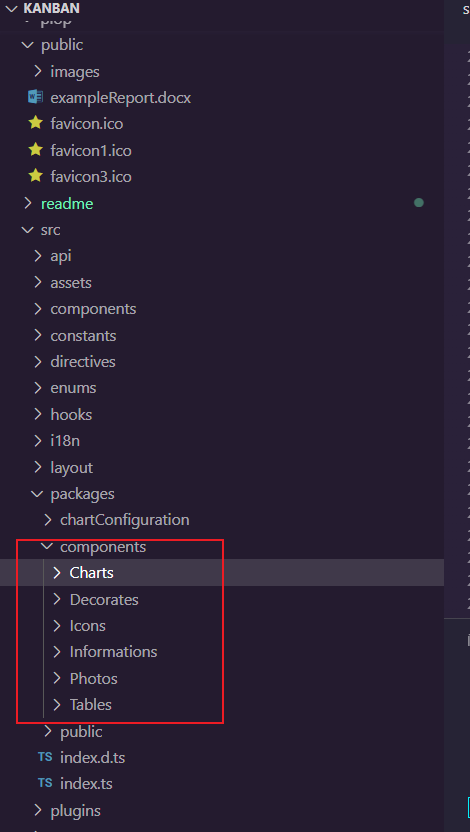 KANBAN
plop
public
images
exampleReport.docx
favicon.ico
favicon1.ico
favicon3.ico
readme
src
api
assets
components
constants
directives
enums
hooks
i18n
layout
packages
chartConfiguration
components
Charts
Decorates
Icons
Informations
Photos
Tables
public
TS index.d.ts
TS index.ts
plugins